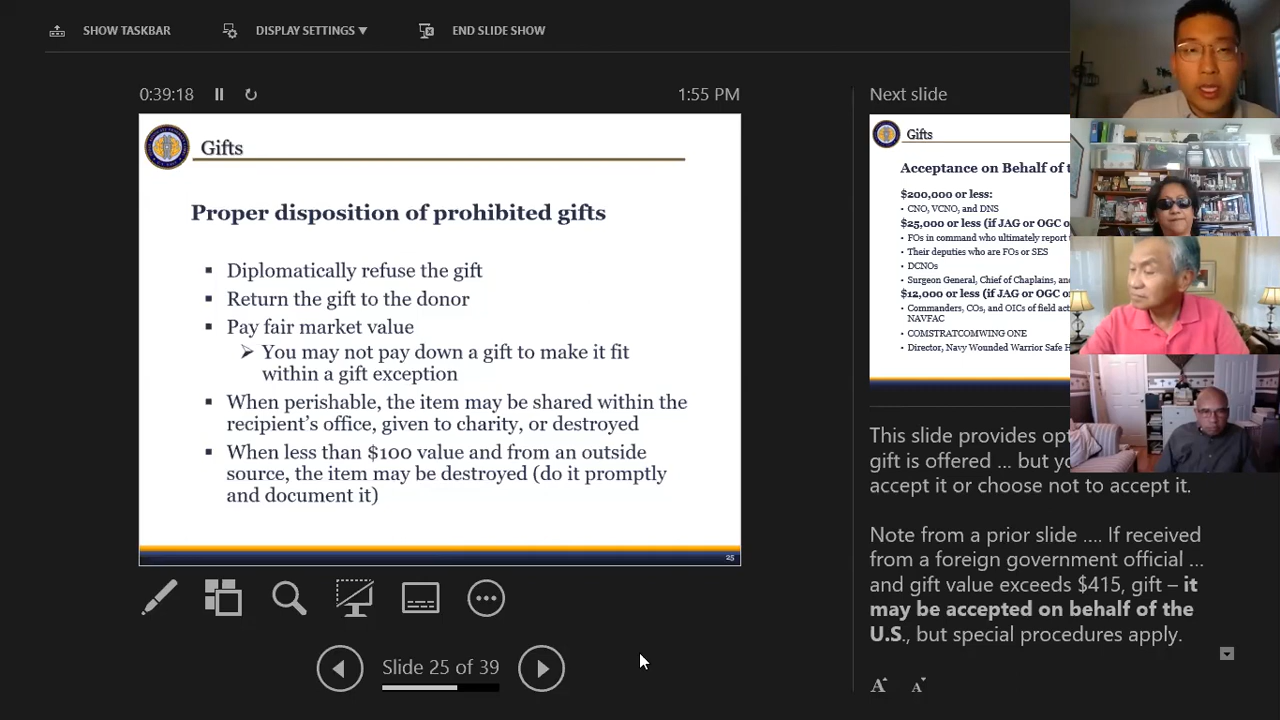 SHOW TASKBAR
DISPLAY SETTINGS ▼
END SLIDE SHOW
0:39:18
1:55 PM
Gifts
Proper disposition of prohibited gifts
▪ Diplomatically refuse the gift
▪ Return the gift to the donor
▪ Pay fair market value
➢ You may not pay down a gift to make it fit
within a gift exception
▪ When perishable, the item may be shared within the
recipient's office, given to charity, or destroyed
▪ When less than $100 value and from an outside
source, the item may be destroyed (do it promptly
and document it)
25
Slide 25 of 39
Next slide
Gifts
Acceptance on Behalf of
$200,000 or less:
• CNO, VCNO, and DNS
$25,000 or less (if JAG or OGC
• FOs in command who ultimately report
• Their deputies who are FOs or SES
• DCNOs
• Surgeon General, Chief of Chaplains,
$12,000 or less (if JAG or OGC
• Commanders, COs, and OICs of field
NAVFAC
• COMSTRATCOMWING ONE
• Director, Navy Wounded Warrior Safe
This slide provides
gift is offered ... but
accept it or choose not to accept it.
Note from a prior slide .... If received
from a foreign government official ...
and gift value exceeds $415, gift – it
may be accepted on behalf of the
U.S., but special procedures apply.
A A